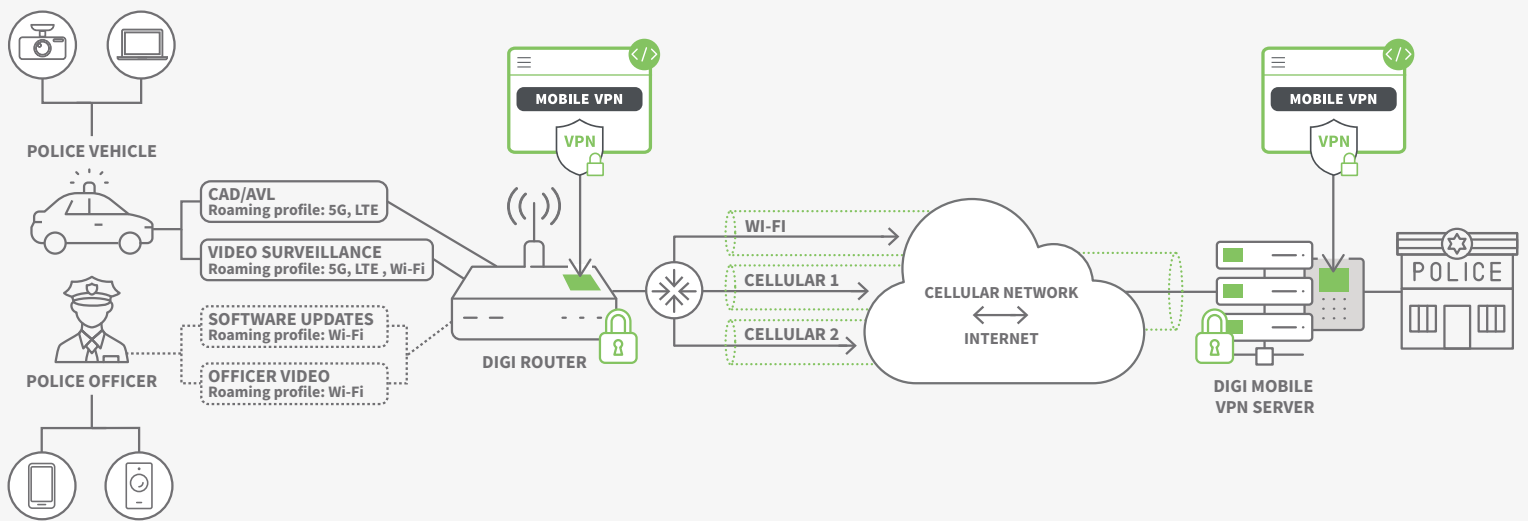 POLICE VEHICLE
CAD/AVL
Roaming profile: 5G, LTE
VIDEO SURVEILLANCE
Roaming profile: 5G, LTE , Wi-Fi
SOFTWARE UPDATES
Roaming profile: Wi-Fi
OFFICER VIDEO
Roaming profile: Wi-Fi
POLICE OFFICER
</>
MOBILE VPN
VPN
DIGI ROUTER
WI-FI
CELLULAR 1
CELLULAR 2
CELLULAR NETWORK
INTERNET
</>
MOBILE VPN
VPN
DIGI MOBILE
VPN SERVER
POLICE